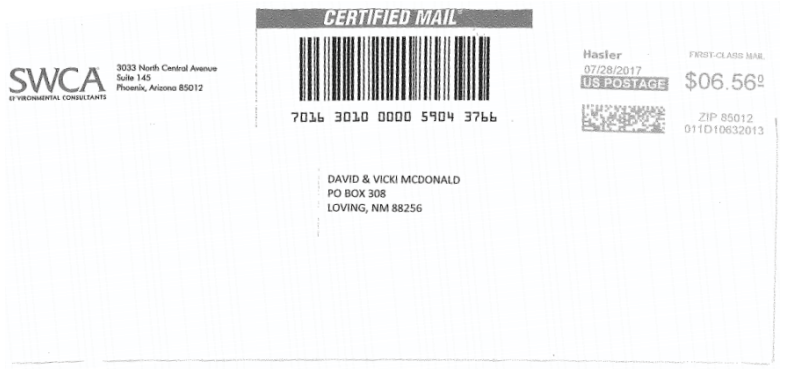 CERTIFIED MAIL®
SWCA
ENVIRONMENTAL CONSULTANTS
3033 North Central Avenue
Suite 145
Phoenix, Arizona 85012
7016 3010 0000 5904 3766
Hasler
FIRST-CLASS MAIL
07/28/2017
US POSTAGE
$06.56⁰
ZIP 85012
011D10632013
DAVID & VICKI MCDONALD
PO BOX 308
LOVING, NM 88256